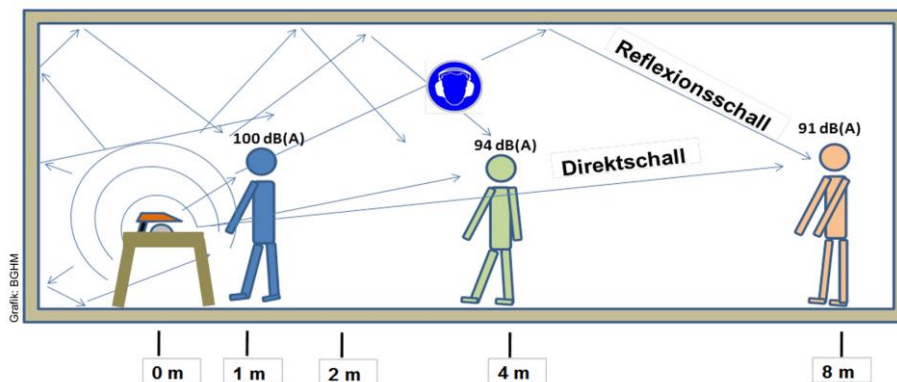 Reflexionsschall
100 dB(A)
94 dB(A)
91 dB(A)
Direktschall
Grafik: BGHM
0 m
1 m
2 m
4 m
8 m